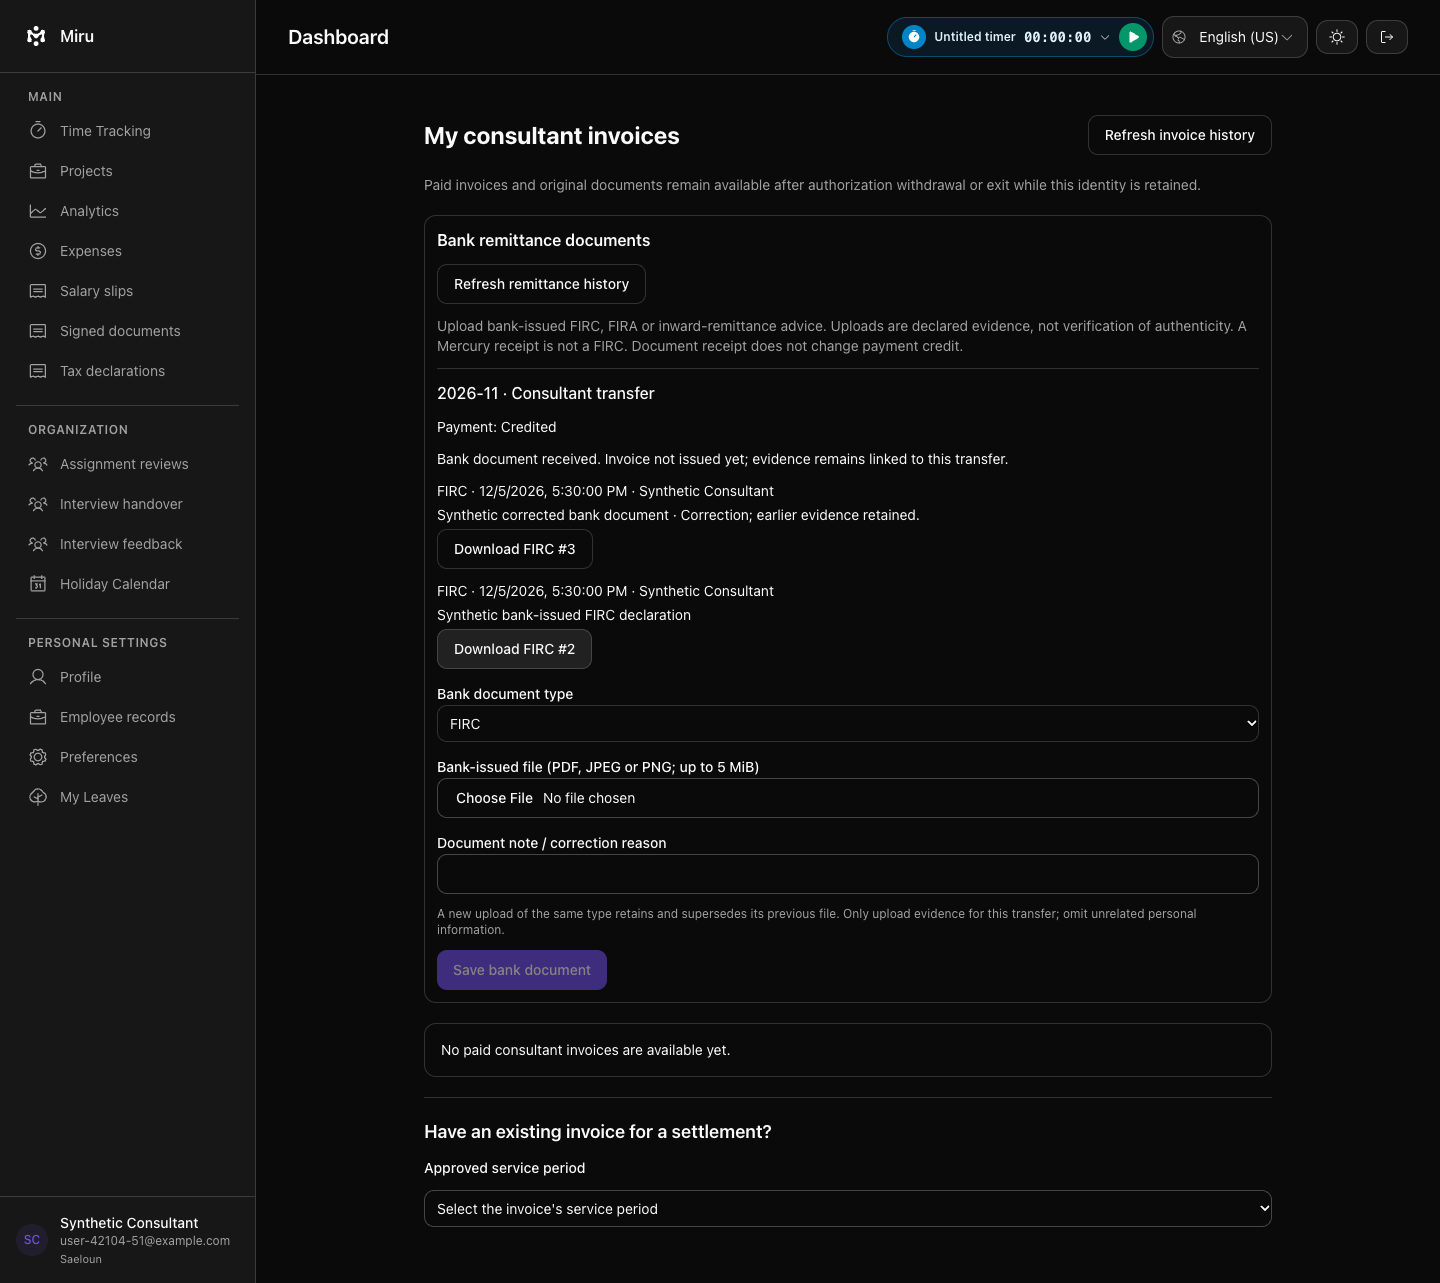 Miru
MAIN
Time Tracking
Projects
Analytics
Expenses
Salary slips
Signed documents
Tax declarations
ORGANIZATION
Assignment reviews
Interview handover
Interview feedback
Holiday Calendar
PERSONAL SETTINGS
Profile
Employee records
Preferences
My Leaves
SC
Synthetic Consultant
user-42104-51@example.com
Saeloun
Dashboard
Untitled timer 00:00:00
English (US)
My consultant invoices
Refresh invoice history
Paid invoices and original documents remain available after authorization withdrawal or exit while this identity is retained.
Bank remittance documents
Refresh remittance history
Upload bank-issued FIRC, FIRA or inward-remittance advice. Uploads are declared evidence, not verification of authenticity. A
Mercury receipt is not a FIRC. Document receipt does not change payment credit.
2026-11 · Consultant transfer
Payment: Credited
Bank document received. Invoice not issued yet; evidence remains linked to this transfer.
FIRC · 12/5/2026, 5:30:00 PM · Synthetic Consultant
Synthetic corrected bank document · Correction; earlier evidence retained.
Download FIRC #3
FIRC · 12/5/2026, 5:30:00 PM · Synthetic Consultant
Synthetic bank-issued FIRC declaration
Download FIRC #2
Bank document type
FIRC
Bank-issued file (PDF, JPEG or PNG; up to 5 MiB)
Choose File No file chosen
Document note / correction reason
A new upload of the same type retains and supersedes its previous file. Only upload evidence for this transfer; omit unrelated personal
information.
Save bank document
No paid consultant invoices are available yet.
Have an existing invoice for a settlement?
Approved service period
Select the invoice's service period